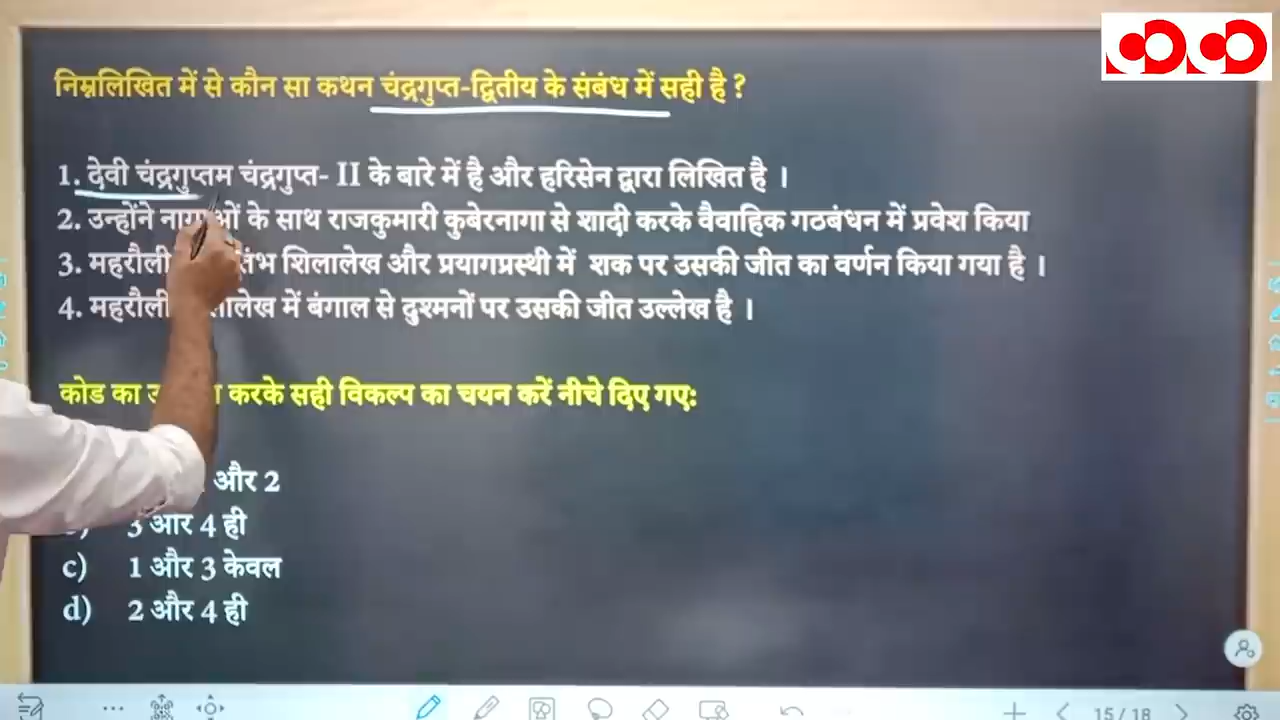 निम्नलिखित में से कौन सा कथन चंद्रगुप्त-द्वितीय के संबंध में सही है ?
1. देवी चंद्रगुप्तम चंद्रगुप्त- II के बारे में है और हरिसेन द्वारा लिखित है ।
2. उन्होंने के साथ राजकुमारी कुबेरनागा से शादी करके वैवाहिक गठबंधन में प्रवेश किया
3. महरौली शिलालेख और प्रयागप्रस्थी में शक पर उसकी जीत का वर्णन किया गया है ।
4. महरौली में बंगाल से दुश्मनों पर उसकी जीत उल्लेख है ।
कोड का करके सही विकल्प का चयन करें नीचे दिए गए:
और 2
3 और 4 ही
c) 1 और 3 केवल
d) 2 और 4 ही
15 / 18